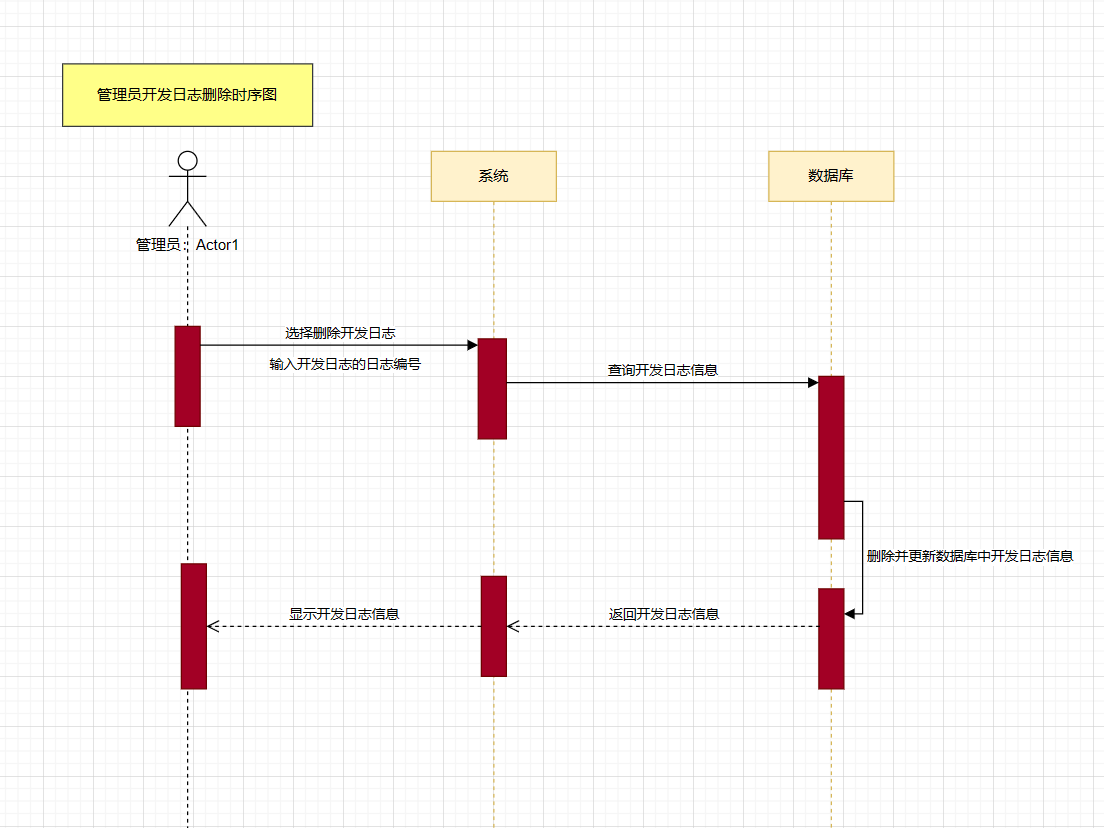 管理员开发日志删除时序图
系统
数据库
管理员：Actor1
选择删除开发日志
输入开发日志的日志编号
查询开发日志信息
删除并更新数据库中开发日志信息
显示开发日志信息
返回开发日志信息